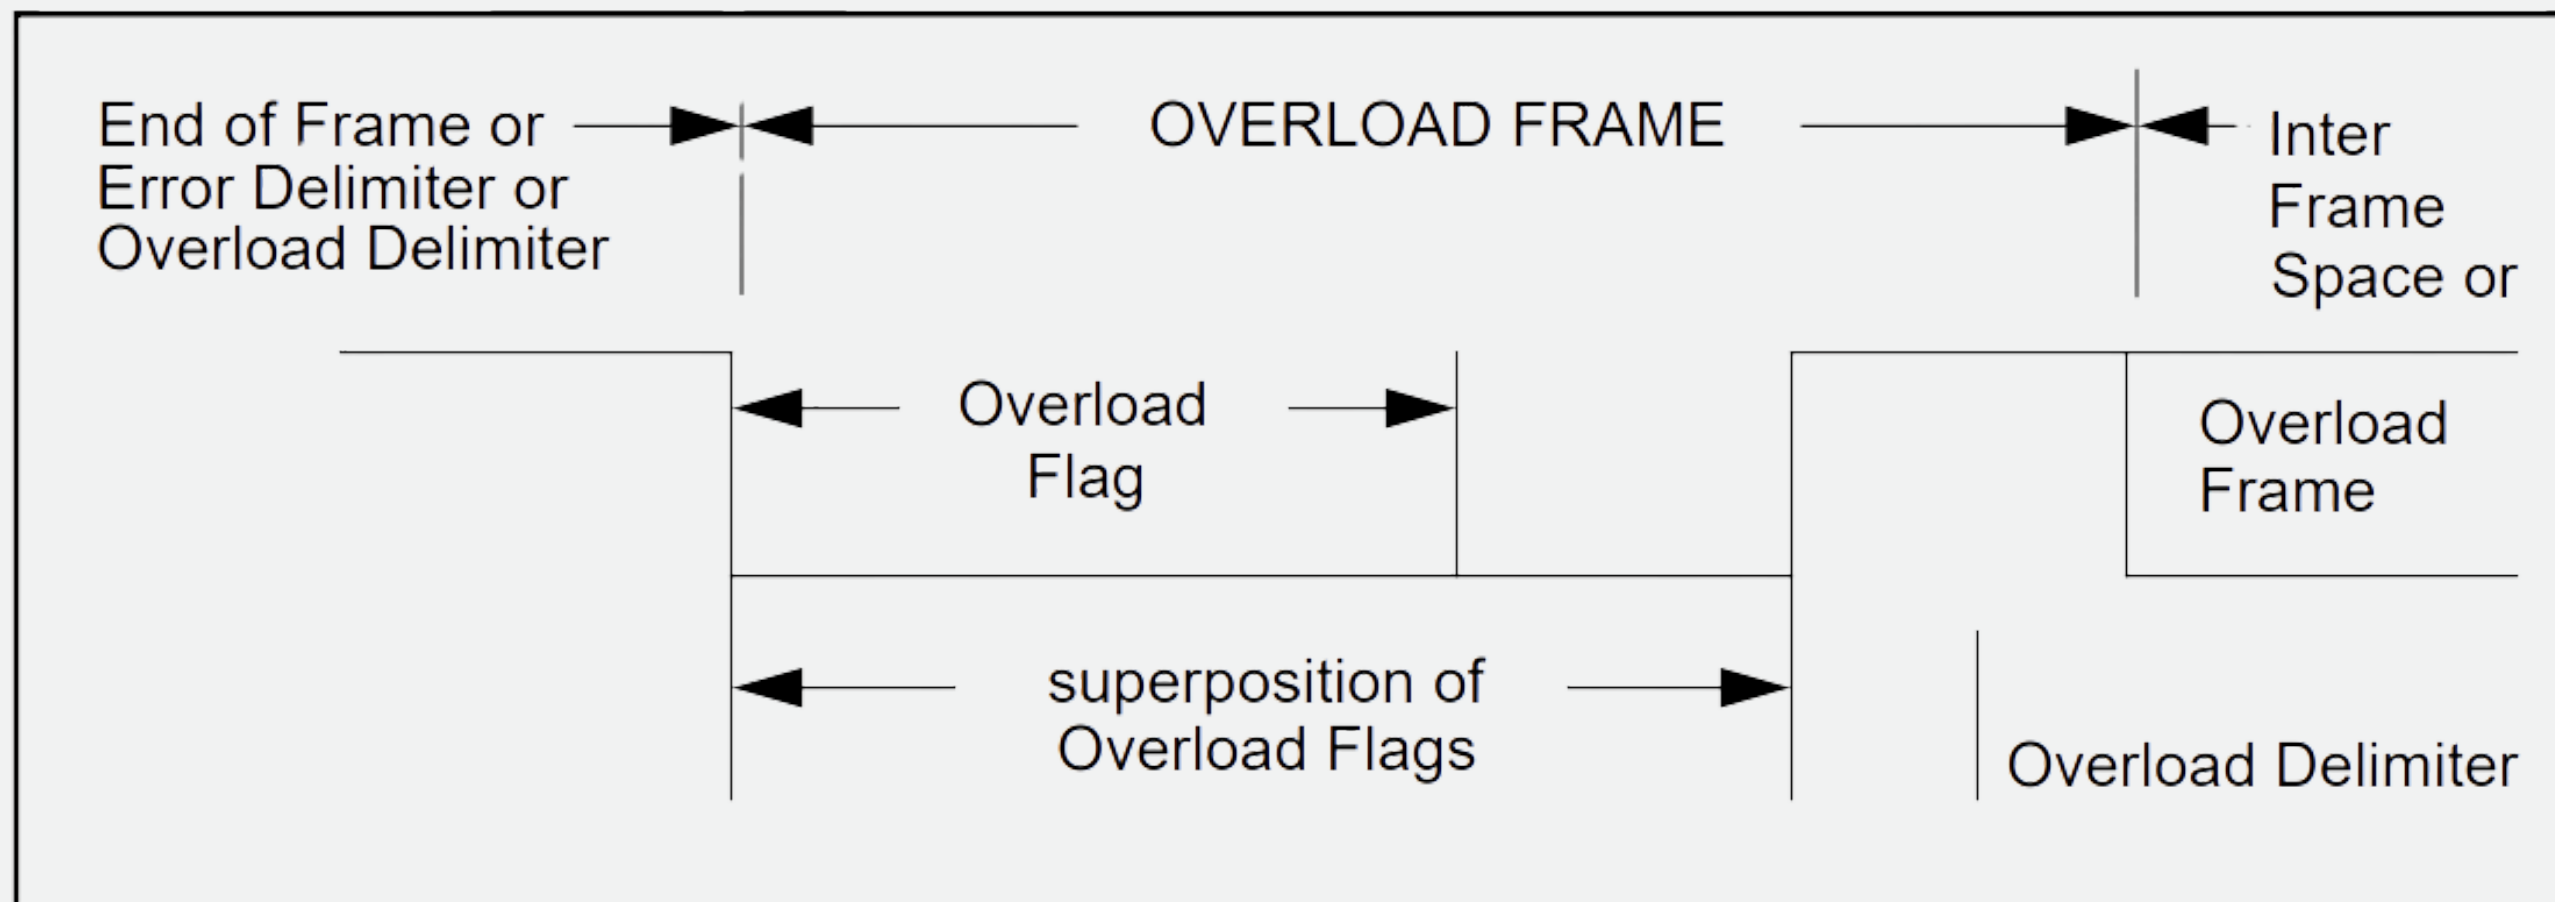 End of Frame or
Error Delimiter or
Overload Delimiter
OVERLOAD FRAME
Inter
Frame
Space or
Overload
Frame
Overload
Flag
superposition of
Overload Flags
Overload Delimiter